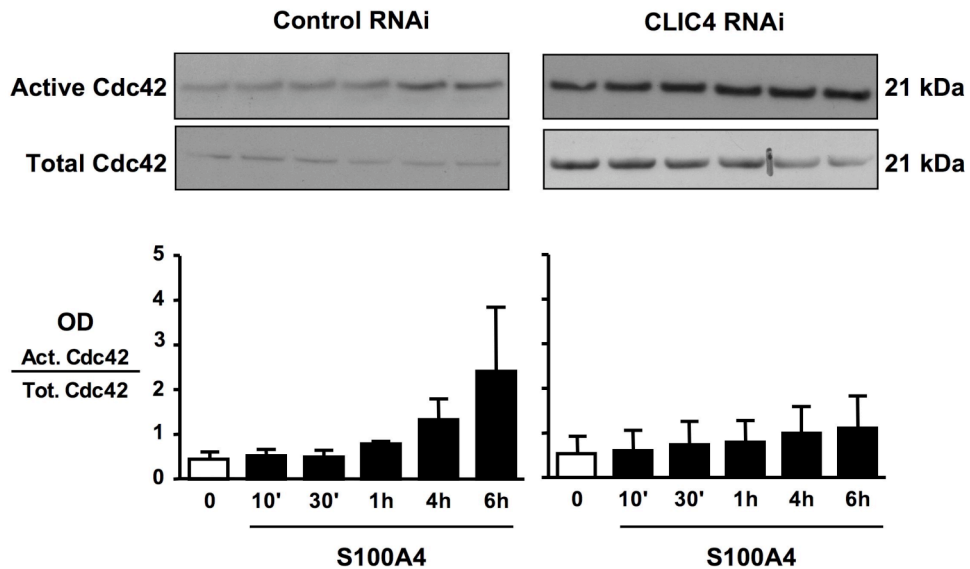 Control RNAi
CLIC4 RNAi
Active Cdc42
21 kDa
Total Cdc42
21 kDa
5
4
3
2
1
0
OD
Act. Cdc42
Tot. Cdc42
0 10' 30' 1h 4h 6h
0 10' 30' 1h 4h 6h
S100A4
S100A4